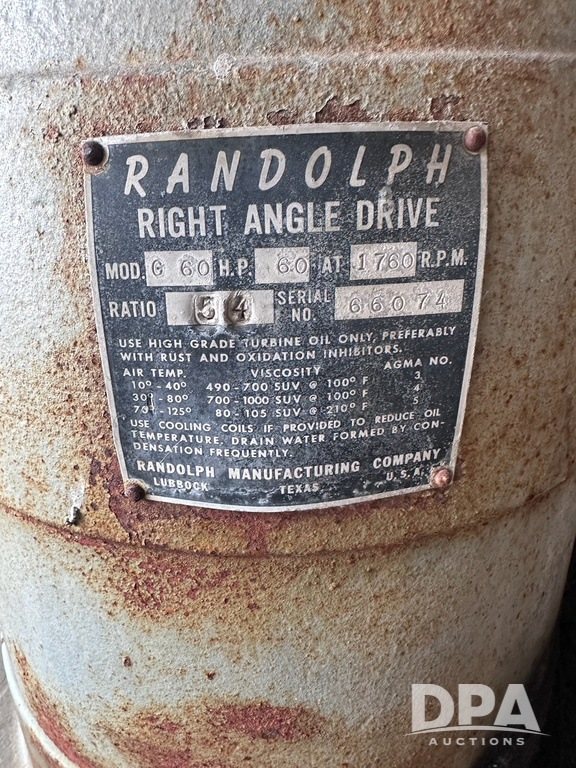 RANDOLPH
RIGHT ANGLE DRIVE
MOD. G 60 H.P. 60 AT 1760 R.P.M.
RATIO 54 SERIAL NO. 66074
USE HIGH GRADE TURBINE OIL ONLY, PREFERABLY
WITH RUST AND OXIDATION INHIBITORS.
AIR TEMP. VISCOSITY AGMA NO.
10°-40° 490-700 SUV @ 100° F 3
30°-80° 700-1000 SUV @ 100° F 4
70°-125° 80-105 SUV @ 210° F 5
USE COOLING COILS IF PROVIDED TO REDUCE OIL
TEMPERATURE. DRAIN WATER FORMED BY CON-
DENSATION FREQUENTLY.
RANDOLPH MANUFACTURING COMPANY
LUBBOCK TEXAS U.S.A.
DPA
AUCTIONS